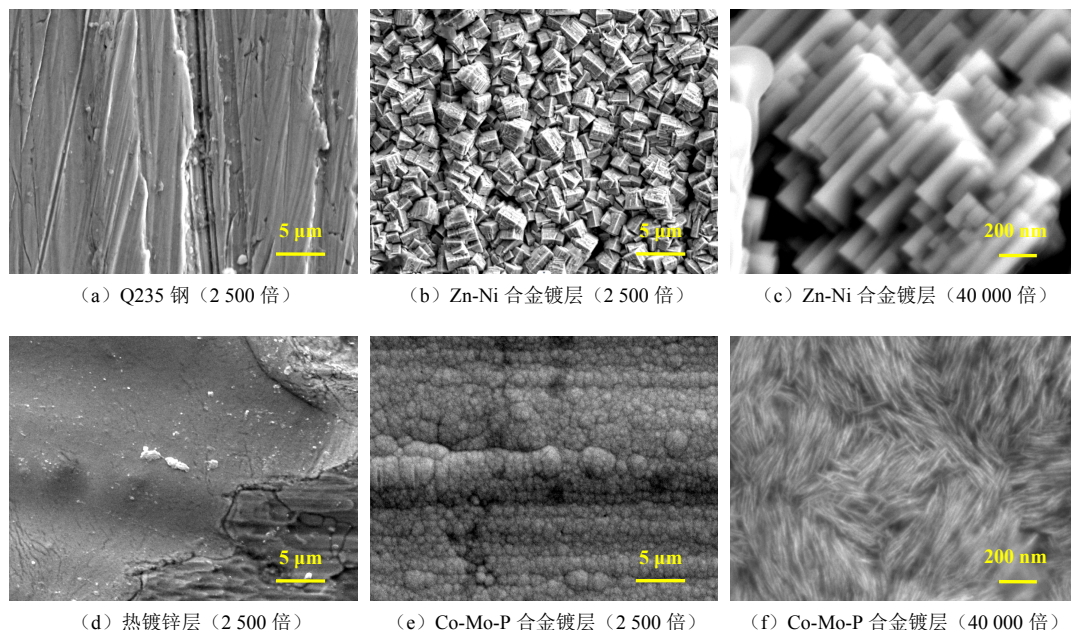 5 μm
5 μm
200 nm
（a）Q235 钢（2 500 倍）
（b）Zn-Ni 合金镀层（2 500 倍）
（c）Zn-Ni 合金镀层（40 000 倍）
5 μm
5 μm
200 nm
（d）热镀锌层（2 500 倍）
（e）Co-Mo-P 合金镀层（2 500 倍）
（f）Co-Mo-P 合金镀层（40 000 倍）